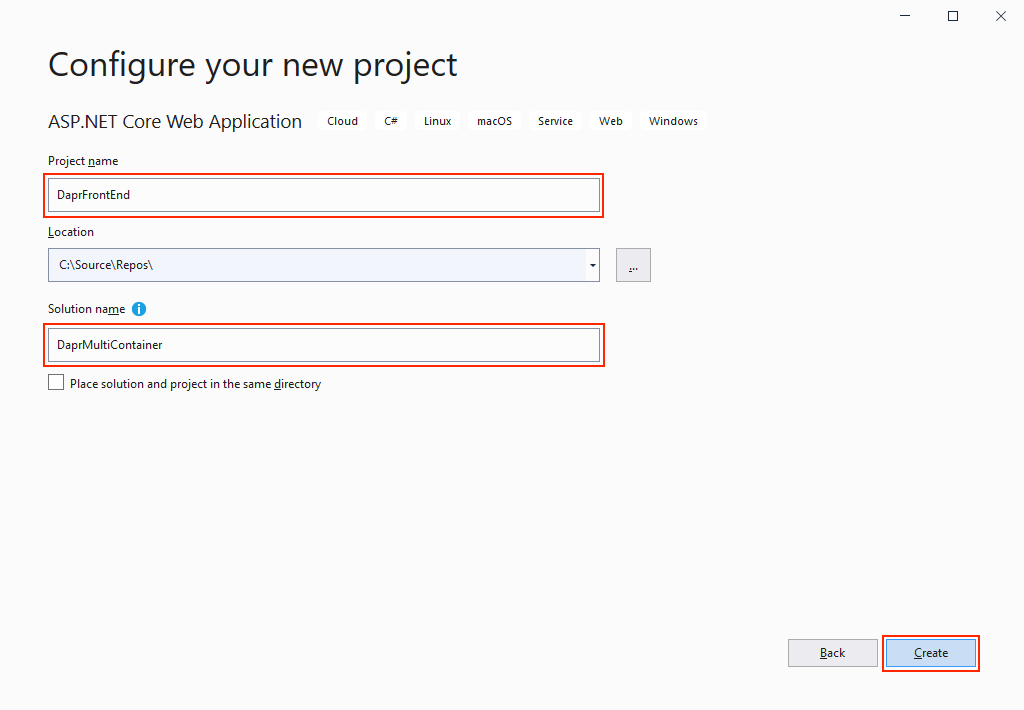 Configure your new project
ASP.NET Core Web Application Cloud C# Linux macOS Service Web Windows
Project name
DaprFrontEnd
Location
C:\Source\Repos\
...
Solution name
DaprMultiContainer
Place solution and project in the same directory
Back Create